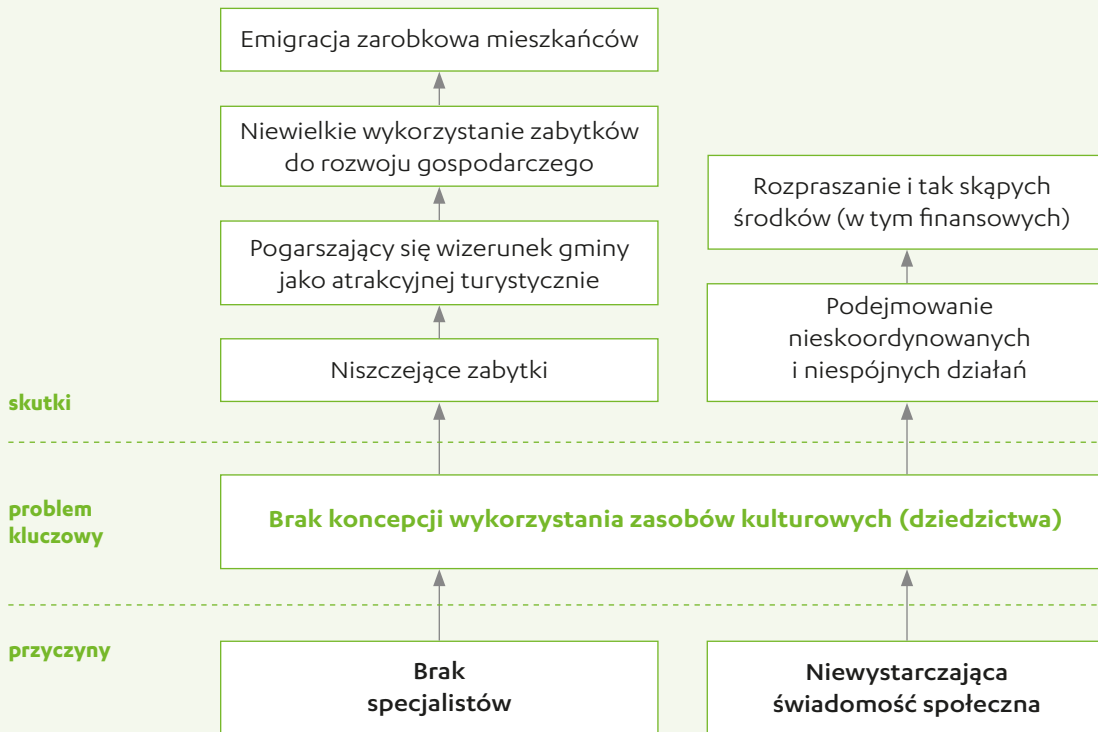 Emigracja zarobkowa mieszkańców
Niewielkie wykorzystanie zabytków
do rozwoju gospodarczego
Rozpraszanie i tak skąpych
środków (w tym finansowych)
Pogarszający się wizerunek gminy
jako atrakcyjnej turystycznie
Podejmowanie
nieskoordynowanych
i niespójnych działań
Niszczejące zabytki
skutki
problem
kluczowy
Brak koncepcji wykorzystania zasobów kulturowych (dziedzictwa)
przyczyny
Brak
specjalistów
Niewystarczająca
świadomość społeczna